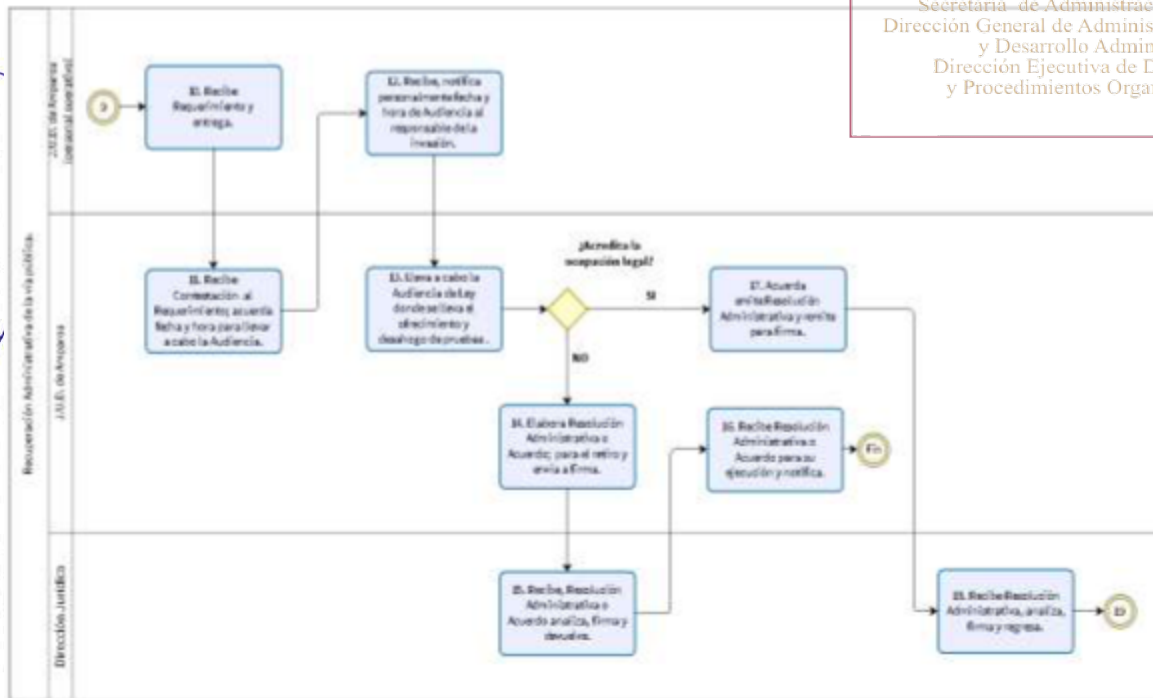 Secretaría de Administrac
Dirección General de Adminis
y Desarrollo Admin
Dirección Ejecutiva de D
y Procedimientos Orga
Recuperación Administrativa de la vía pública.
J.U.D. de Amparos
(personal operativo)
10. Recibe
Requerimiento y
entrega.
12. Recibe, notifica
personalmente fecha y
hora de Audiencia al
responsable de la
invasión.
J.U.D. de Amparos
11. Recibe
Contestación al
Requerimiento; acuerda
fecha y hora para llevar
a cabo la Audiencia.
13. Lleva a cabo la
Audiencia de Ley
donde se lleva el
ofrecimiento y
desahogo de pruebas.
¿Acredita la
ocupación legal?
SI
NO
17. Acuerda
emite Resolución
Administrativa y remite
para firma.
14. Elabora Resolución
Administrativa o
Acuerdo; para el retiro y
envía a firma.
16. Recibe Resolución
Administrativa o
Acuerdo para su
ejecución y notifica.
Fin
Dirección Jurídica
15. Recibe, Resolución
Administrativa o
Acuerdo analiza, firma y
devuelve.
18. Recibe Resolución
Administrativa, analiza,
firma y regresa.